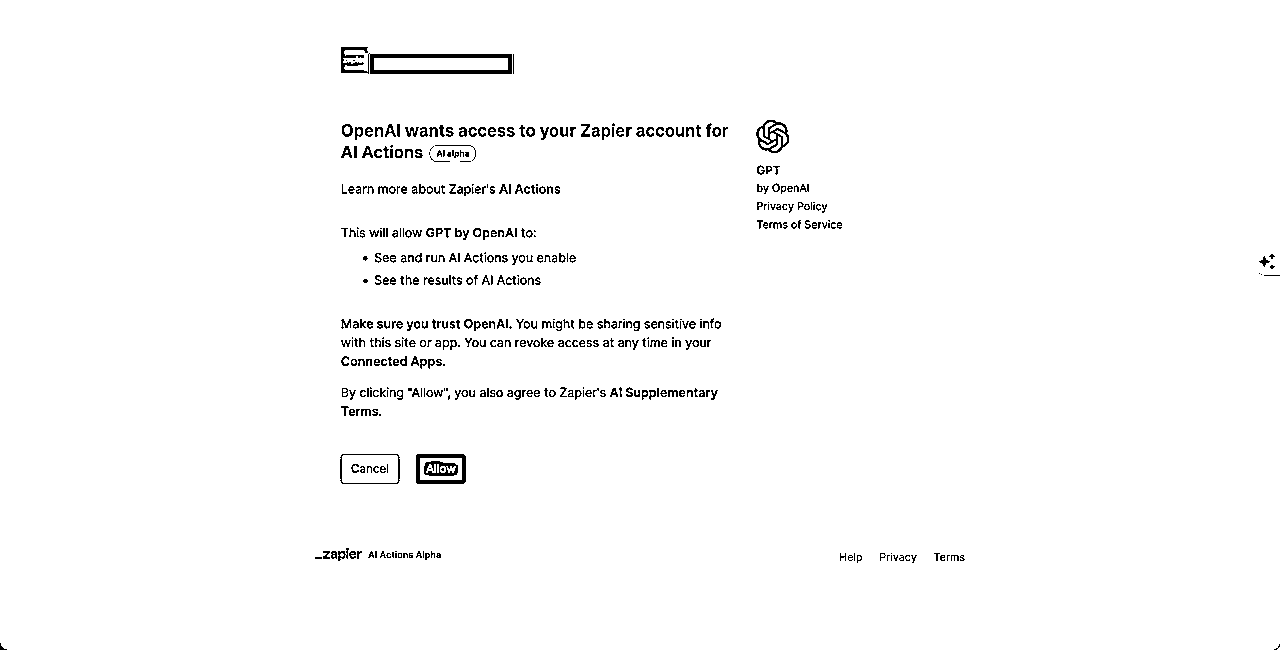 zapier
OpenAI wants access to your Zapier account for
AI Actions AI alpha
Learn more about Zapier's AI Actions
This will allow GPT by OpenAI to:
• See and run AI Actions you enable
• See the results of AI Actions
Make sure you trust OpenAI. You might be sharing sensitive info
with this site or app. You can revoke access at any time in your
Connected Apps.
By clicking "Allow", you also agree to Zapier's AI Supplementary
Terms.
Cancel Allow
GPT
by OpenAI
Privacy Policy
Terms of Service
_zapier AI Actions Alpha
Help Privacy Terms